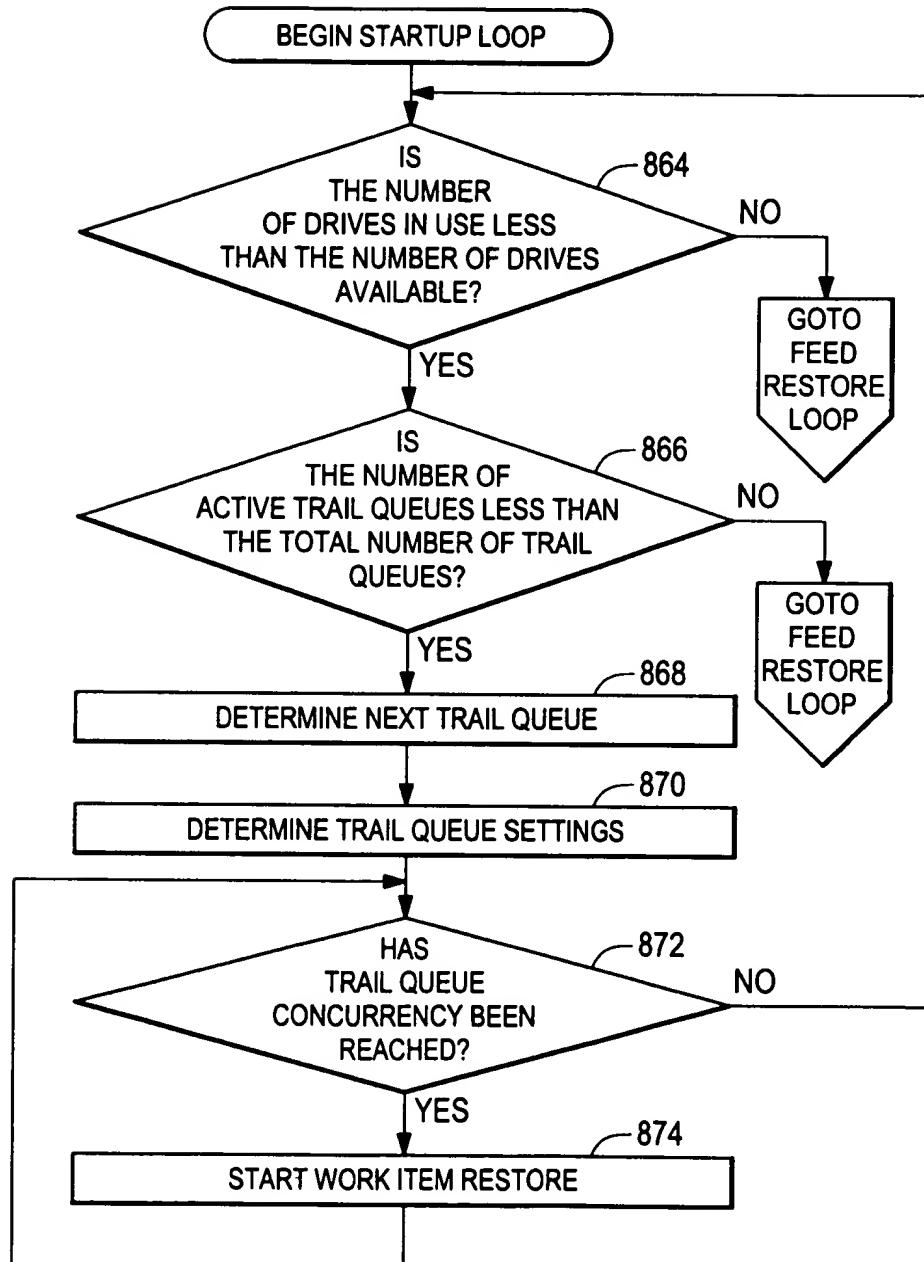 BEGIN STARTUP LOOP
IS
THE NUMBER
OF DRIVES IN USE LESS
THAN THE NUMBER OF DRIVES
AVAILABLE?
864
NO
GOTO
FEED
RESTORE
LOOP
YES
IS
THE NUMBER OF
ACTIVE TRAIL QUEUES LESS THAN
THE TOTAL NUMBER OF TRAIL
QUEUES?
866
NO
GOTO
FEED
RESTORE
LOOP
YES
868
DETERMINE NEXT TRAIL QUEUE
870
DETERMINE TRAIL QUEUE SETTINGS
HAS
TRAIL QUEUE
CONCURRENCY BEEN
REACHED?
872
NO
YES
874
START WORK ITEM RESTORE